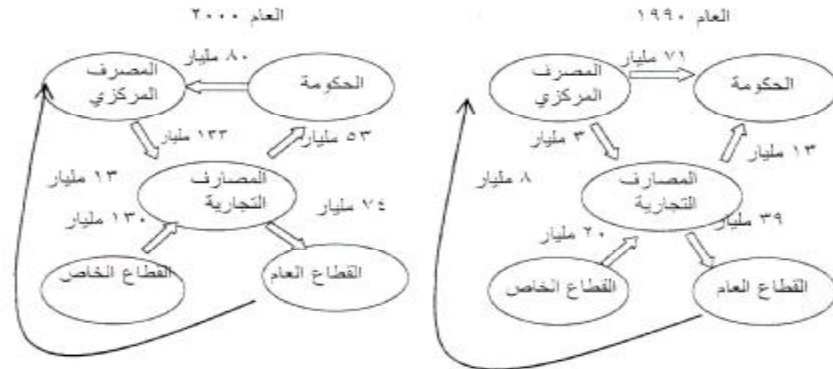 العام ١٩٩٠
العام ٢٠٠٠
٧١ مليار
المصرف
المركزي
الحكومة
٣ مليار
١٣ مليار
المصارف
التجارية
٨ مليار
٣٩ مليار
٢٠ مليار
القطاع الخاص
القطاع العام
٨٠ مليار
المصرف
المركزي
الحكومة
١٣٣ مليار
٥٣ مليار
المصارف
التجارية
١٣ مليار
٧٤ مليار
١٣٠ مليار
القطاع الخاص
القطاع العام